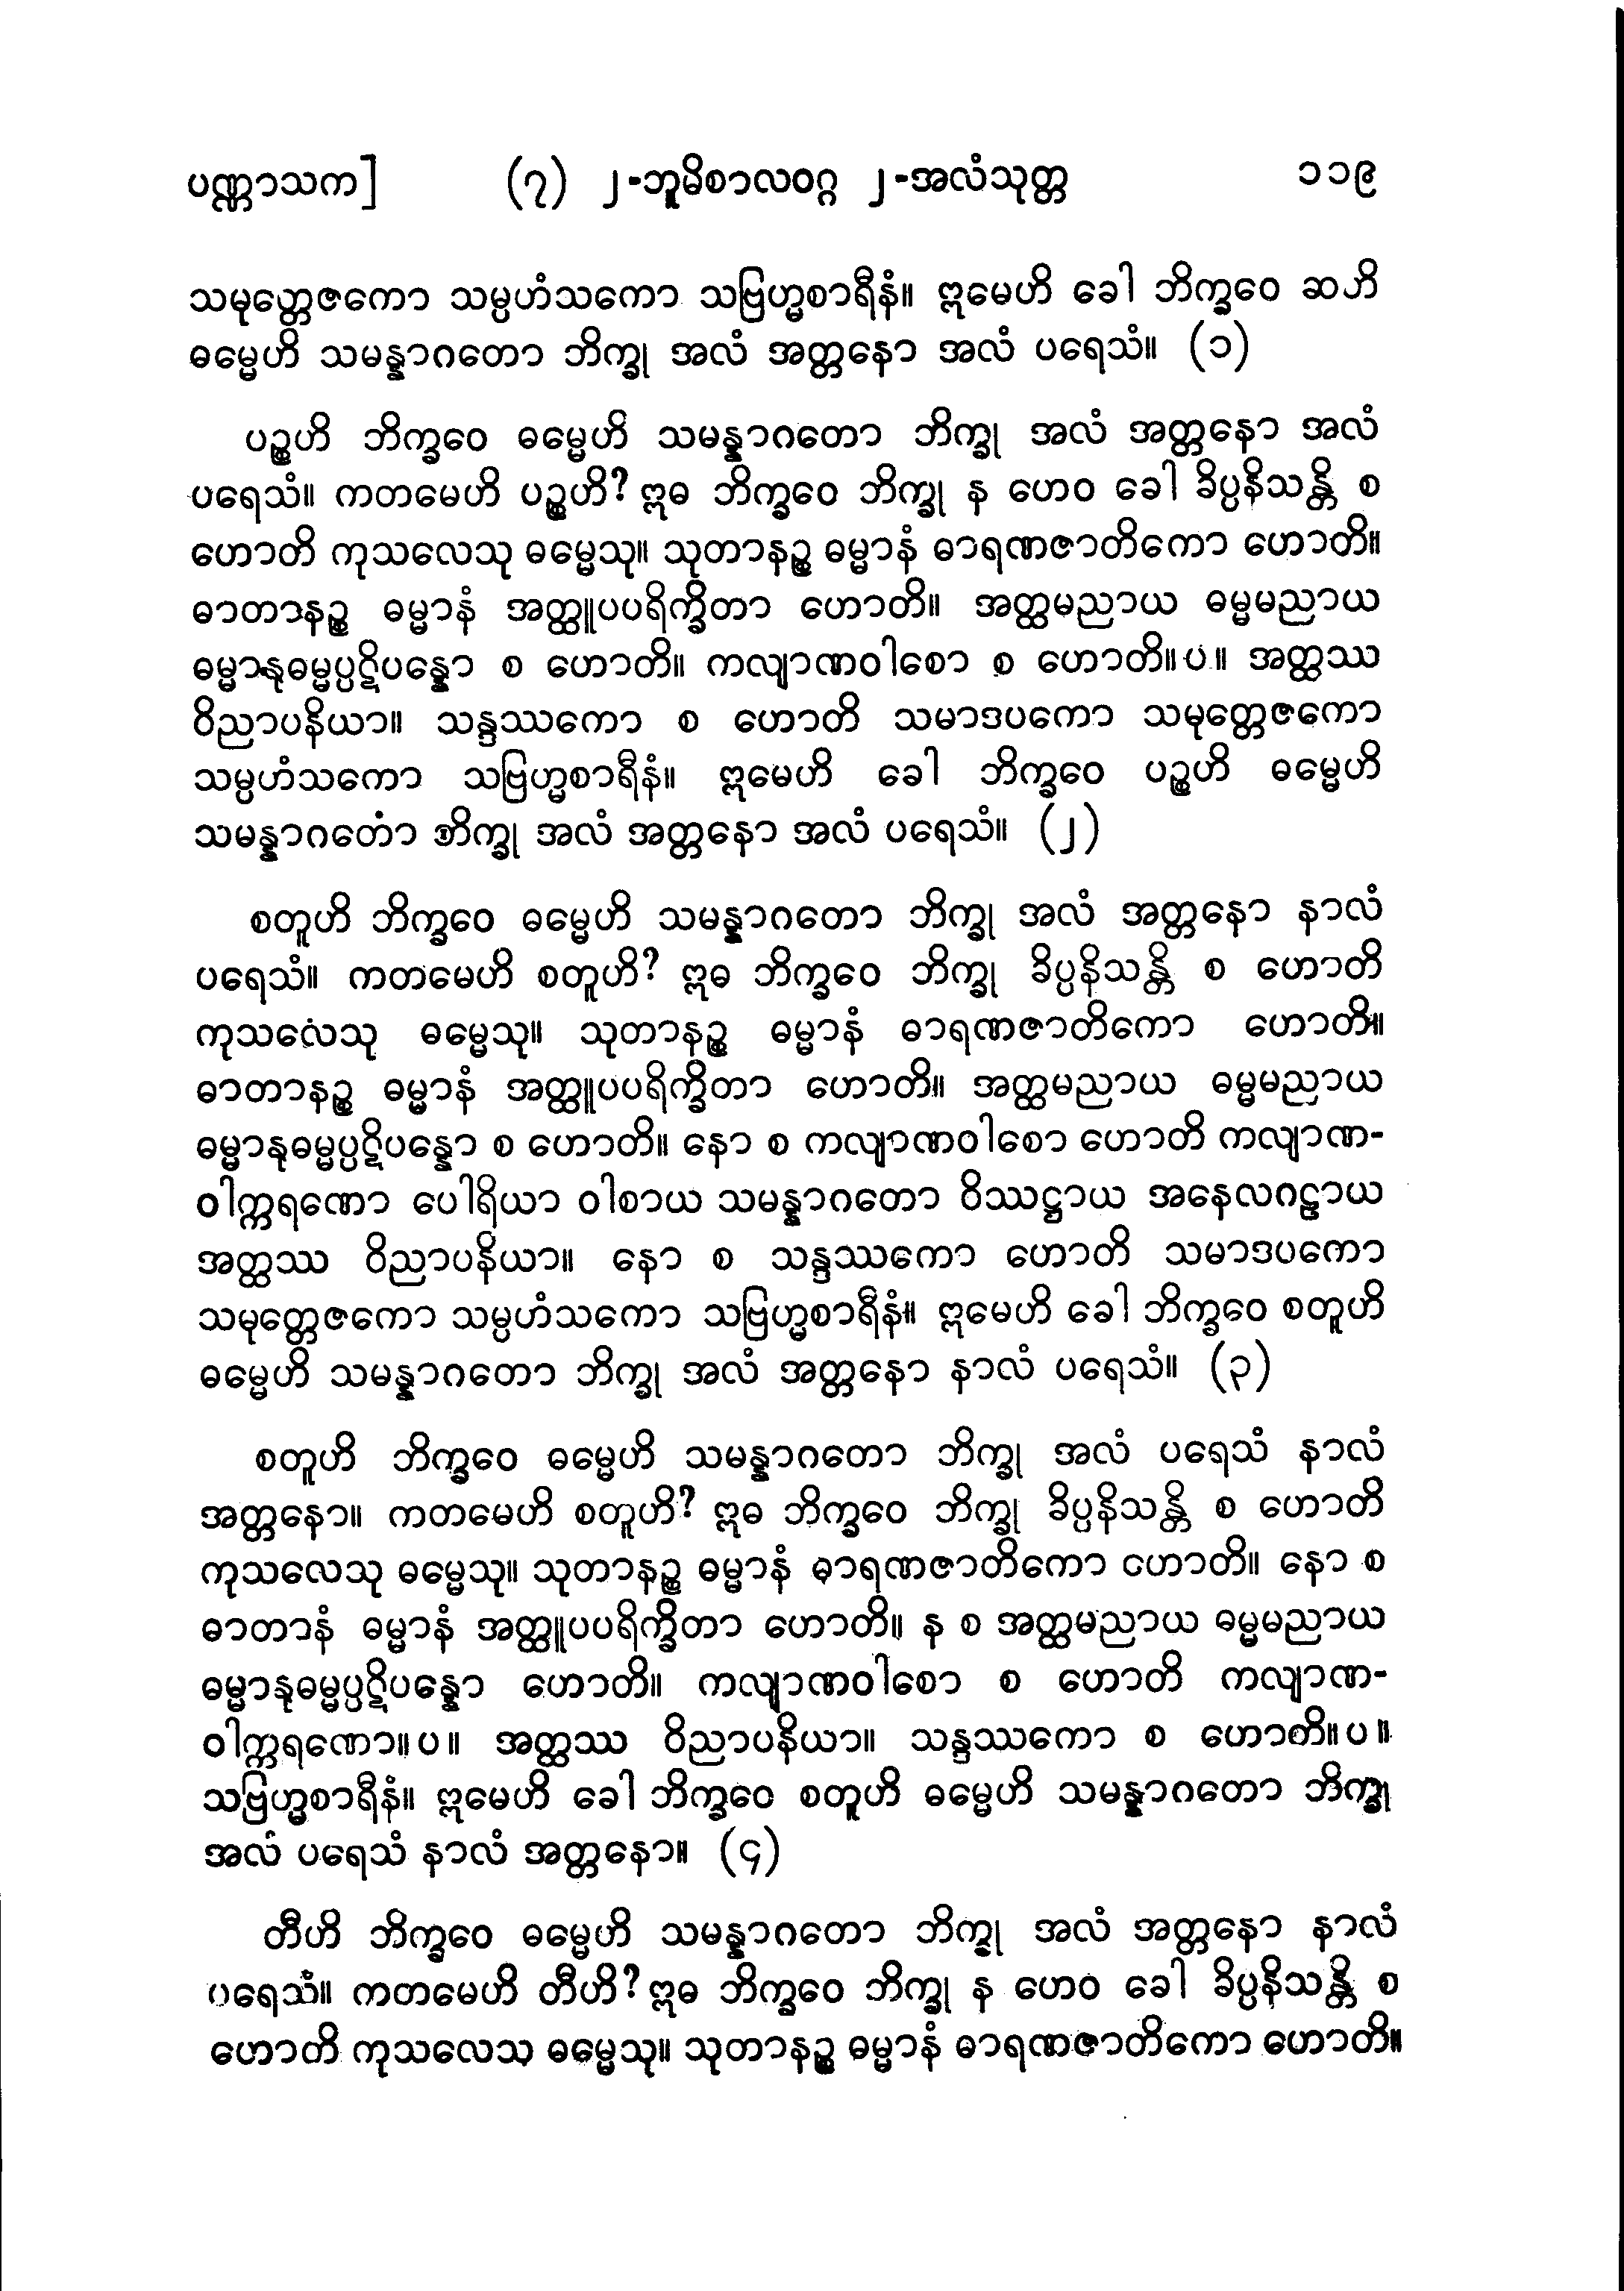 ပဏ္ဏာသက] (၇) ၂-ဘူမိစာလဝဂ္ဂ ၂-အလံသုတ္တ ၁၁၉
သမုတ္တေဇကော သမ္ပဟံသကော သဗြဟ္မစာရီနံ။ ဣမေဟိ ခေါ ဘိက္ခဝေ ဆဟိ
ဓမ္မေဟိ သမန္နာဂတော ဘိက္ခု အလံ အတ္တနော အလံ ပရေသံ။ (၁)
ပဉ္စဟိ ဘိက္ခဝေ ဓမ္မေဟိ သမန္နာဂတော ဘိက္ခု အလံ အတ္တနော အလံ
ပရေသံ။ ကတမေဟိ ပဉ္စဟိ? ဣဓ ဘိက္ခဝေ ဘိက္ခု န ဟေဝ ခေါ ခိပ္ပနိသန္တိ စ
ဟောတိ ကုသလေသု ဓမ္မေသု။ သုတာနဉ္စ ဓမ္မာနံ ဓာရဏဇာတိကော ဟောတိ။
ဓာတာနဉ္စ ဓမ္မာနံ အတ္ထူပပရိက္ခိတာ ဟောတိ။ အတ္ထမညာယ ဓမ္မမညာယ
ဓမ္မာနုဓမ္မပ္ပဋိပန္နော စ ဟောတိ။ ကလျာဏဝါစော စ ဟောတိ။ပ။ အတ္ထဿ
ဝိညာပနိယာ။ သန္ဒဿကော စ ဟောတိ သမာဒပကော သမုတ္တေဇကော
သမ္ပဟံသကော သဗြဟ္မစာရီနံ။ ဣမေဟိ ခေါ ဘိက္ခဝေ ပဉ္စဟိ ဓမ္မေဟိ
သမန္နာဂတော ဘိက္ခု အလံ အတ္တနော အလံ ပရေသံ။ (၂)
စတူဟိ ဘိက္ခဝေ ဓမ္မေဟိ သမန္နာဂတော ဘိက္ခု အလံ အတ္တနော နာလံ
ပရေသံ။ ကတမေဟိ စတူဟိ? ဣဓ ဘိက္ခဝေ ဘိက္ခု ခိပ္ပနိသန္တိ စ ဟောတိ
ကုသလေသု ဓမ္မေသု။ သုတာနဉ္စ ဓမ္မာနံ ဓာရဏဇာတိကော ဟောတိ။
ဓာတာနဉ္စ ဓမ္မာနံ အတ္ထူပပရိက္ခိတာ ဟောတိ။ အတ္ထမညာယ ဓမ္မမညာယ
ဓမ္မာနုဓမ္မပ္ပဋိပန္နော စ ဟောတိ။ နော စ ကလျာဏဝါစော ဟောတိ ကလျာဏ-
ဝါက္ကရဏော ပေါရိယာ ဝါစာယ သမန္နာဂတော ဝိဿဋ္ဌာယ အနေလဂဠာယ
အတ္ထဿ ဝိညာပနိယာ။ နော စ သန္ဒဿကော ဟောတိ သမာဒပကော
သမုတ္တေဇကော သမ္ပဟံသကော သဗြဟ္မစာရီနံ။ ဣမေဟိ ခေါ ဘိက္ခဝေ စတူဟိ
ဓမ္မေဟိ သမန္နာဂတော ဘိက္ခု အလံ အတ္တနော နာလံ ပရေသံ။ (၃)
စတူဟိ ဘိက္ခဝေ ဓမ္မေဟိ သမန္နာဂတော ဘိက္ခု အလံ ပရေသံ နာလံ
အတ္တနော။ ကတမေဟိ စတူဟိ? ဣဓ ဘိက္ခဝေ ဘိက္ခု ခိပ္ပနိသန္တိ စ ဟောတိ
ကုသလေသု ဓမ္မေသု။ သုတာနဉ္စ ဓမ္မာနံ ဓာရဏဇာတိကော ဟောတိ။ နော စ
ဓာတာနံ ဓမ္မာနံ အတ္ထူပပရိက္ခိတာ ဟောတိ။ န စ အတ္ထမညာယ ဓမ္မမညာယ
ဓမ္မာနုဓမ္မပ္ပဋိပန္နော ဟောတိ။ ကလျာဏဝါစော စ ဟောတိ ကလျာဏ-
ဝါက္ကရဏော။ပ။ အတ္ထဿ ဝိညာပနိယာ။ သန္ဒဿကော စ ဟောတိ။ပ။
သဗြဟ္မစာရီနံ။ ဣမေဟိ ခေါ ဘိက္ခဝေ စတူဟိ ဓမ္မေဟိ သမန္နာဂတော ဘိက္ခု
အလံ ပရေသံ နာလံ အတ္တနော။ (၄)
တီဟိ ဘိက္ခဝေ ဓမ္မေဟိ သမန္နာဂတော ဘိက္ခု အလံ အတ္တနော နာလံ
ပရေသံ။ ကတမေဟိ တီဟိ? ဣဓ ဘိက္ခဝေ ဘိက္ခု န ဟေဝ ခေါ ခိပ္ပနိသန္တိ စ
ဟောတိ ကုသလေသု ဓမ္မေသု။ သုတာနဉ္စ ဓမ္မာနံ ဓာရဏဇာတိကော ဟောတိ။